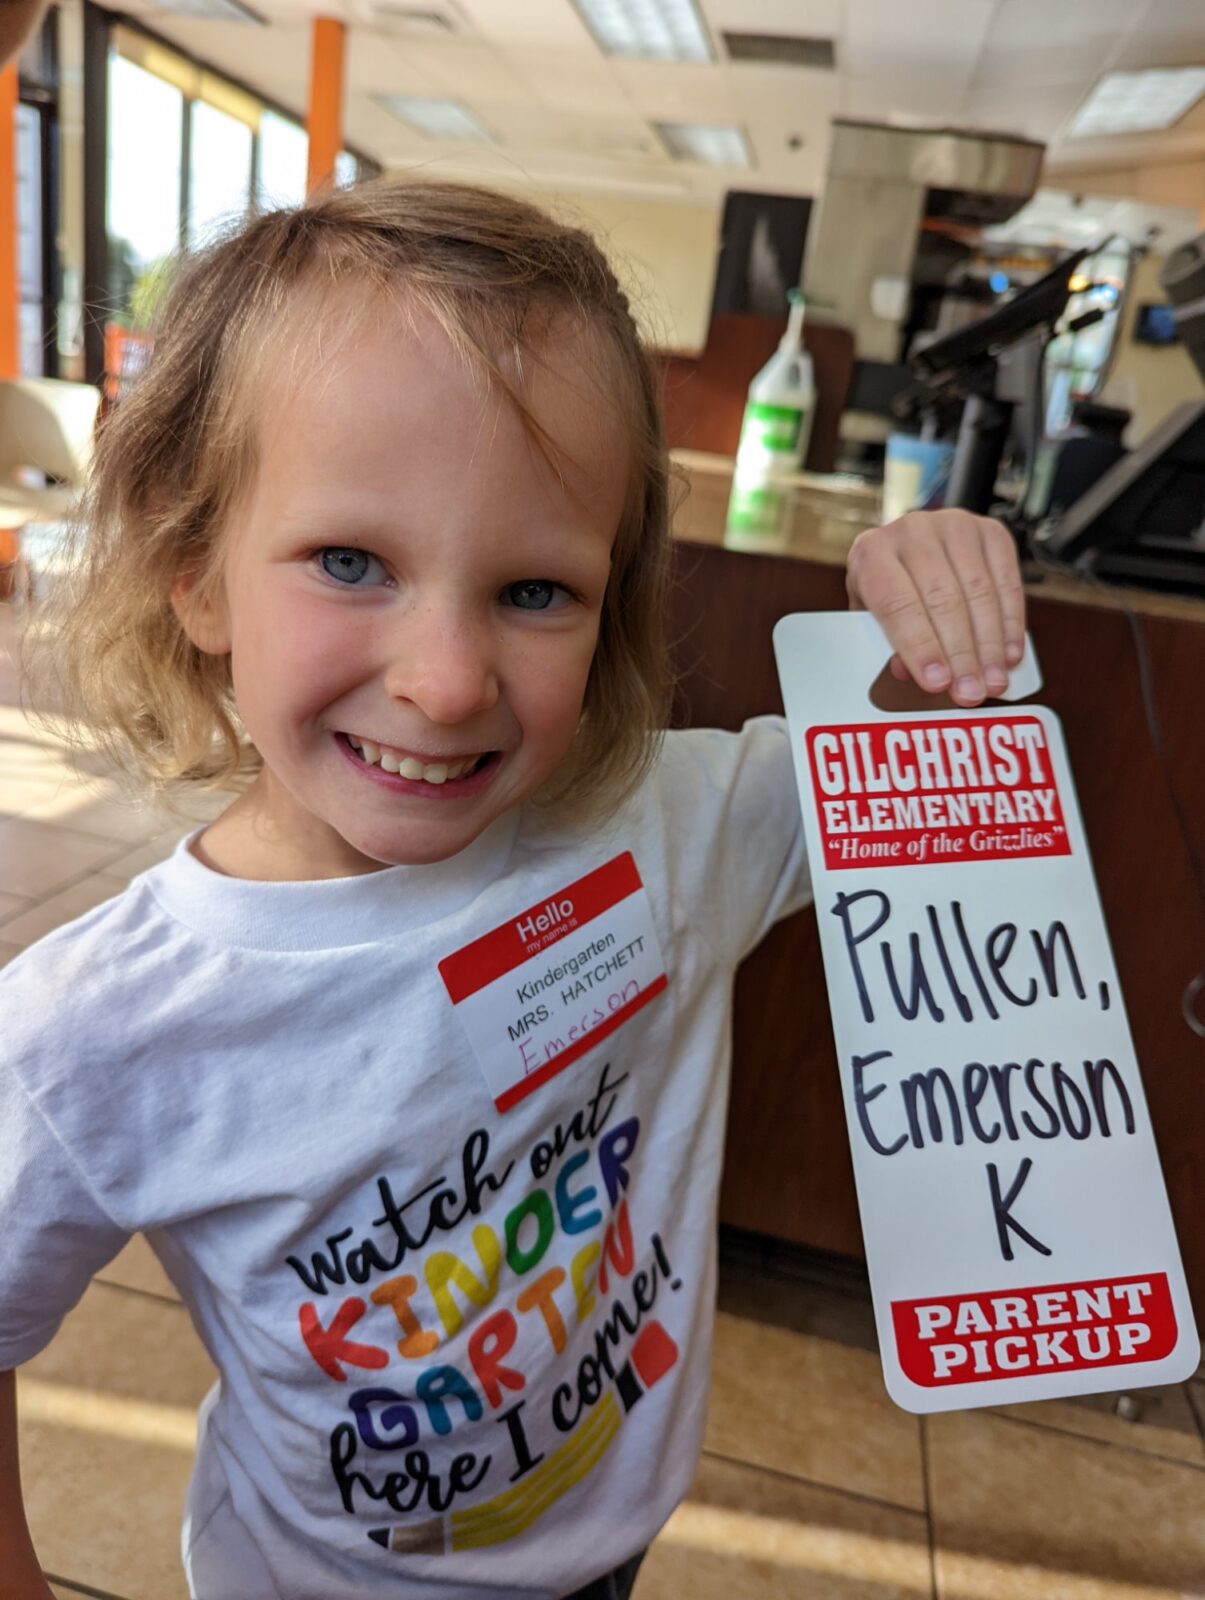 Hello
my name is
Kindergarten
MRS. HATCHETT
Emerson
watch out
KINDER
GARTEN
here I come!
GILCHRIST
ELEMENTARY
“Home of the Grizzlies”
Pullen,
Emerson
K
PARENT
PICKUP